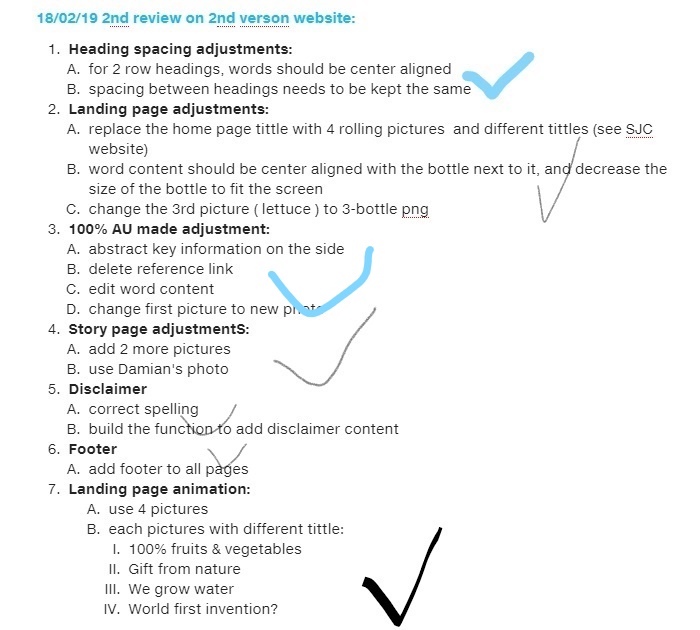 18/02/19 2nd review on 2nd verson website:
1. Heading spacing adjustments:
A. for 2 row headings, words should be center aligned
B. spacing between headings needs to be kept the same
2. Landing page adjustments:
A. replace the home page tittle with 4 rolling pictures and different tittles (see SJC
website)
B. word content should be center aligned with the bottle next to it, and decrease the
size of the bottle to fit the screen
C. change the 3rd picture ( lettuce ) to 3-bottle png
3. 100% AU made adjustment:
A. abstract key information on the side
B. delete reference link
C. edit word content
D. change first picture to new photo
4. Story page adjustmentS:
A. add 2 more pictures
B. use Damian's photo
5. Disclaimer
A. correct spelling
B. build the function to add disclaimer content
6. Footer
A. add footer to all pages
7. Landing page animation:
A. use 4 pictures
B. each pictures with different tittle:
I. 100% fruits & vegetables
II. Gift from nature
III. We grow water
IV. World first invention?